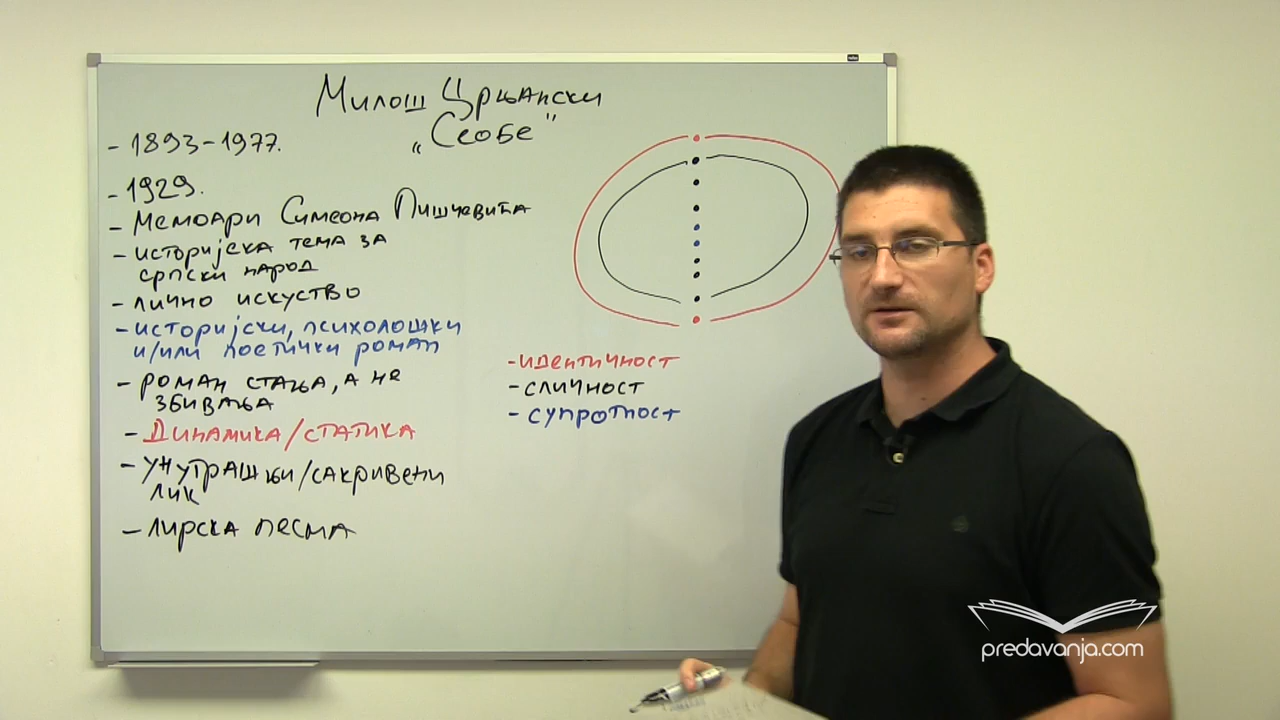 Милош Црњански
„Сеобе"
- 1893-1977.
- 1929.
- Мемоари Симеона Пишчевића
- историјска тема за
српски народ
- лично искуство
- историјски, психолошки
и/или поетички роман
- роман стања, а не
збивања
- Динамика/статика
- унутрашњи/сакривени
лик
- лирска песма
- идентичност
- сличност
- супротност
predavanja.com